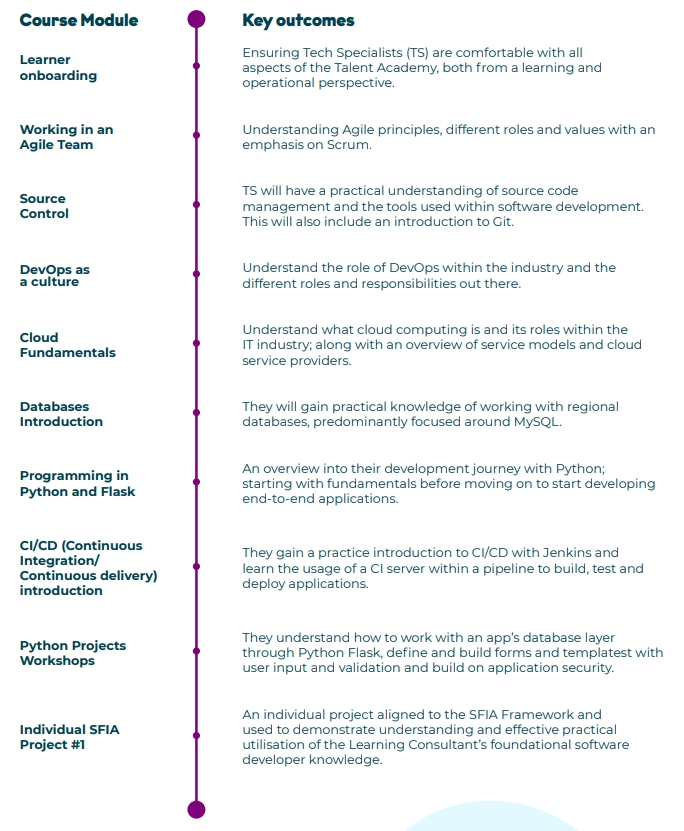 Course Module
Key outcomes
Learner
onboarding
Ensuring Tech Specialists (TS) are comfortable with all
aspects of the Talent Academy, both from a learning and
operational perspective.
Working in an
Agile Team
Understanding Agile principles, different roles and values with an
emphasis on Scrum.
Source
Control
TS will have a practical understanding of source code
management and the tools used within software development.
This will also include an introduction to Git.
DevOps as
a culture
Understand the role of DevOps within the industry and the
different roles and responsibilities out there.
Cloud
Fundamentals
Understand what cloud computing is and its roles within the
IT industry; along with an overview of service models and cloud
service providers.
Databases
Introduction
They will gain practical knowledge of working with regional
databases, predominantly focused around MySQL.
Programming in
Python and Flask
An overview into their development journey with Python;
starting with fundamentals before moving on to start developing
end-to-end applications.
CI/CD (Continuous
Integration/
Continuous delivery)
introduction
They gain a practice introduction to CI/CD with Jenkins and
learn the usage of a CI server within a pipeline to build, test and
deploy applications.
Python Projects
Workshops
They understand how to work with an app's database layer
through Python Flask, define and build forms and templatest with
user input and validation and build on application security.
Individual SFIA
Project #1
An individual project aligned to the SFIA Framework and
used to demonstrate understanding and effective practical
utilisation of the Learning Consultant's foundational software
developer knowledge.